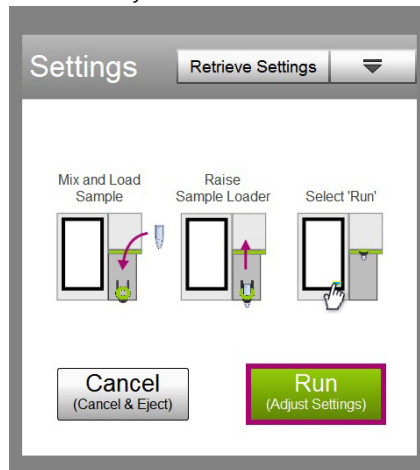 Settings
Retrieve Settings
Mix and Load
Sample
Raise
Sample Loader
Select 'Run'
Cancel
(Cancel & Eject)
Run
(Adjust Settings)